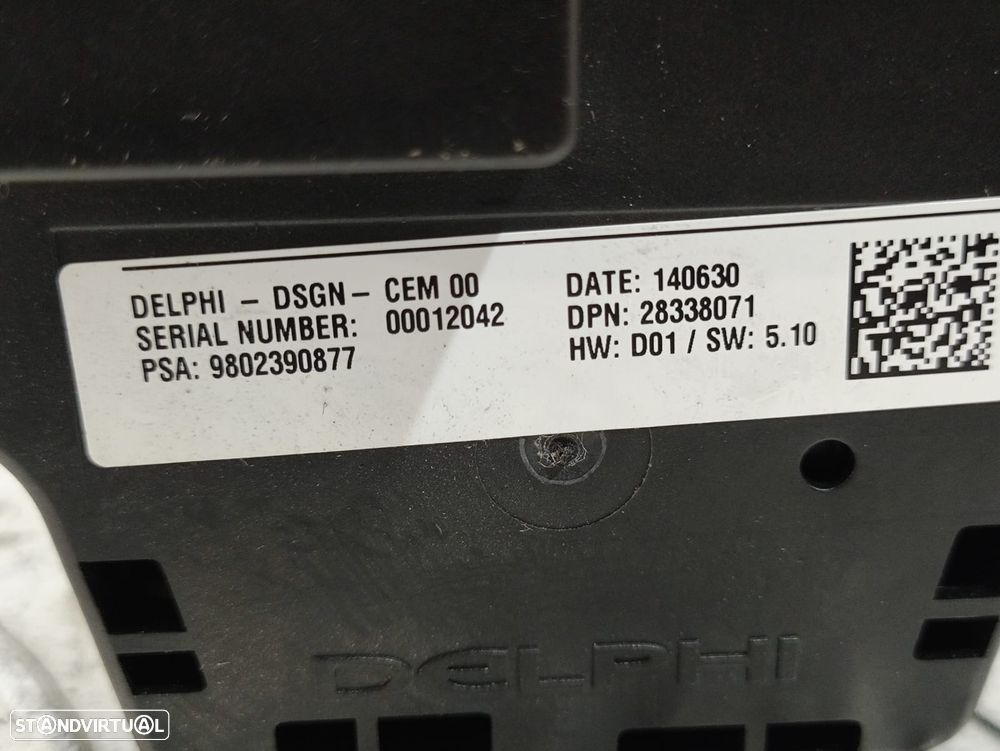 DELPHI – DSGN – CEM 00
SERIAL NUMBER: 00012042
PSA: 9802390877
DATE: 140630
DPN: 28338071
HW: D01 / SW: 5.10
DELPHI
STANDVIRTUAL